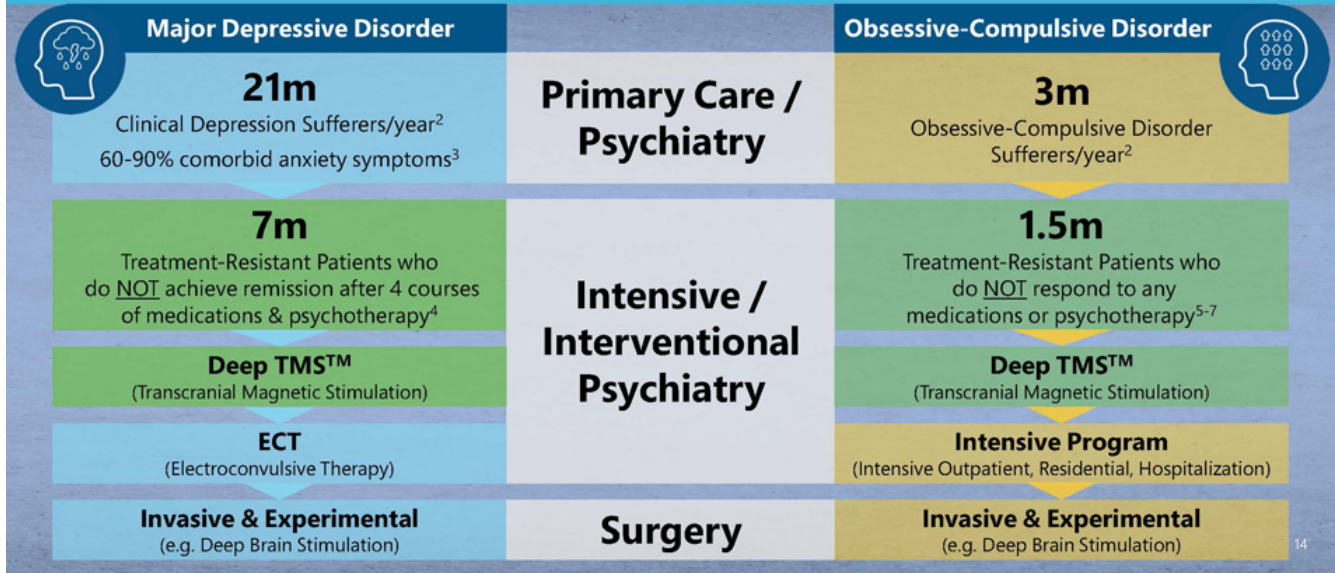 Major Depressive Disorder
21m
Clinical Depression Sufferers/year²
60-90% comorbid anxiety symptoms³
7m
Treatment-Resistant Patients who
do NOT achieve remission after 4 courses
of medications & psychotherapy⁴
Deep TMS™
(Transcranial Magnetic Stimulation)
ECT
(Electroconvulsive Therapy)
Invasive & Experimental
(e.g. Deep Brain Stimulation)
Primary Care /
Psychiatry
Intensive /
Interventional
Psychiatry
Surgery
Obsessive-Compulsive Disorder
3m
Obsessive-Compulsive Disorder
Sufferers/year²
1.5m
Treatment-Resistant Patients who
do NOT respond to any
medications or psychotherapy⁵⁻⁷
Deep TMS™
(Transcranial Magnetic Stimulation)
Intensive Program
(Intensive Outpatient, Residential, Hospitalization)
Invasive & Experimental
(e.g. Deep Brain Stimulation)
14